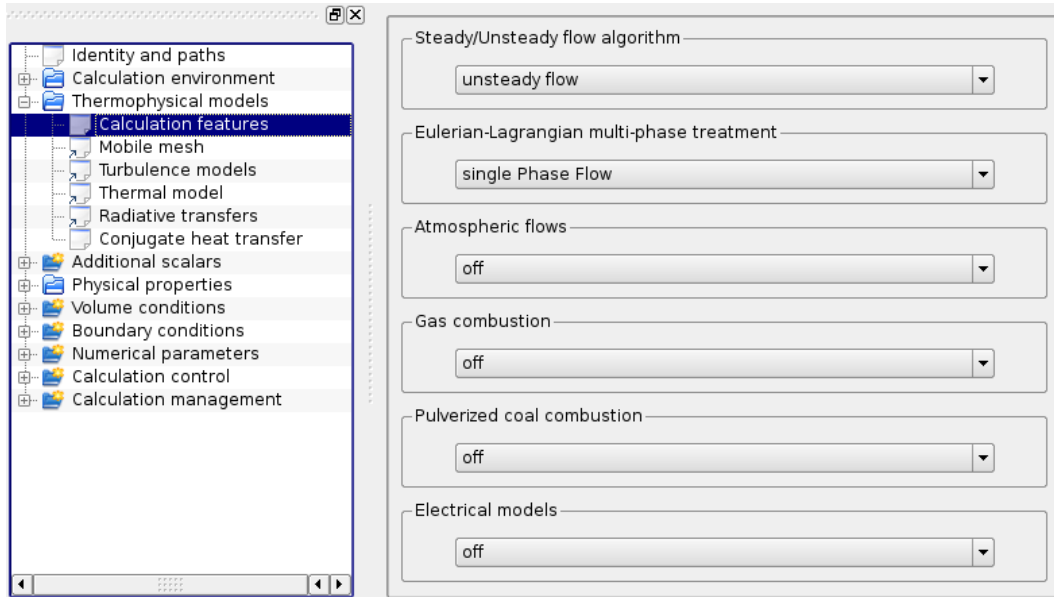 Identity and paths
Calculation environment
Thermophysical models
Calculation features
Mobile mesh
Turbulence models
Thermal model
Radiative transfers
Conjugate heat transfer
Additional scalars
Physical properties
Volume conditions
Boundary conditions
Numerical parameters
Calculation control
Calculation management
Steady/Unsteady flow algorithm
unsteady flow
Eulerian-Lagrangian multi-phase treatment
single Phase Flow
Atmospheric flows
off
Gas combustion
off
Pulverized coal combustion
off
Electrical models
off